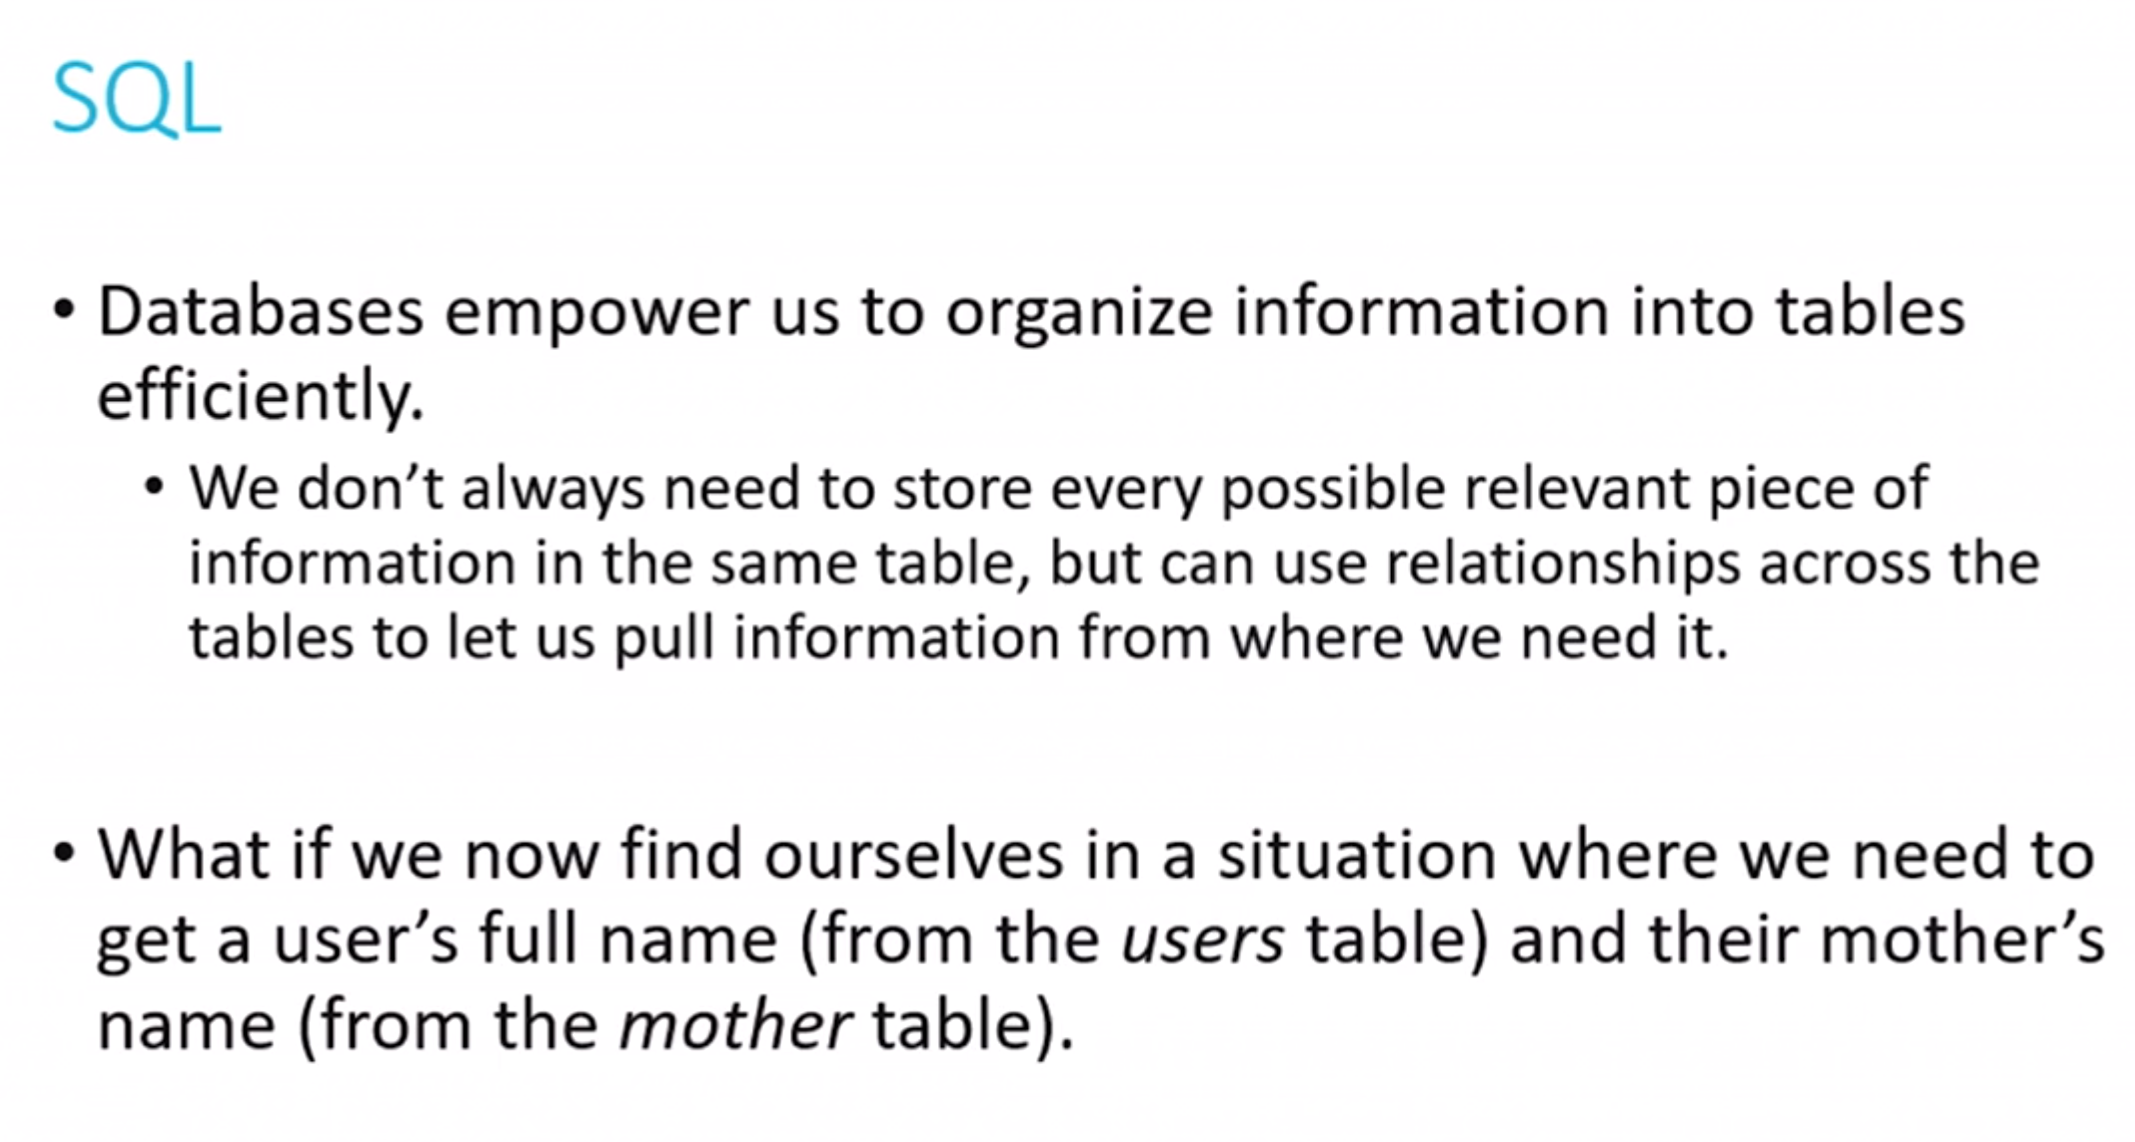 SQL
• Databases empower us to organize information into tables
efficiently.
• We don’t always need to store every possible relevant piece of
information in the same table, but can use relationships across the
tables to let us pull information from where we need it.
• What if we now find ourselves in a situation where we need to
get a user’s full name (from the users table) and their mother’s
name (from the mother table).